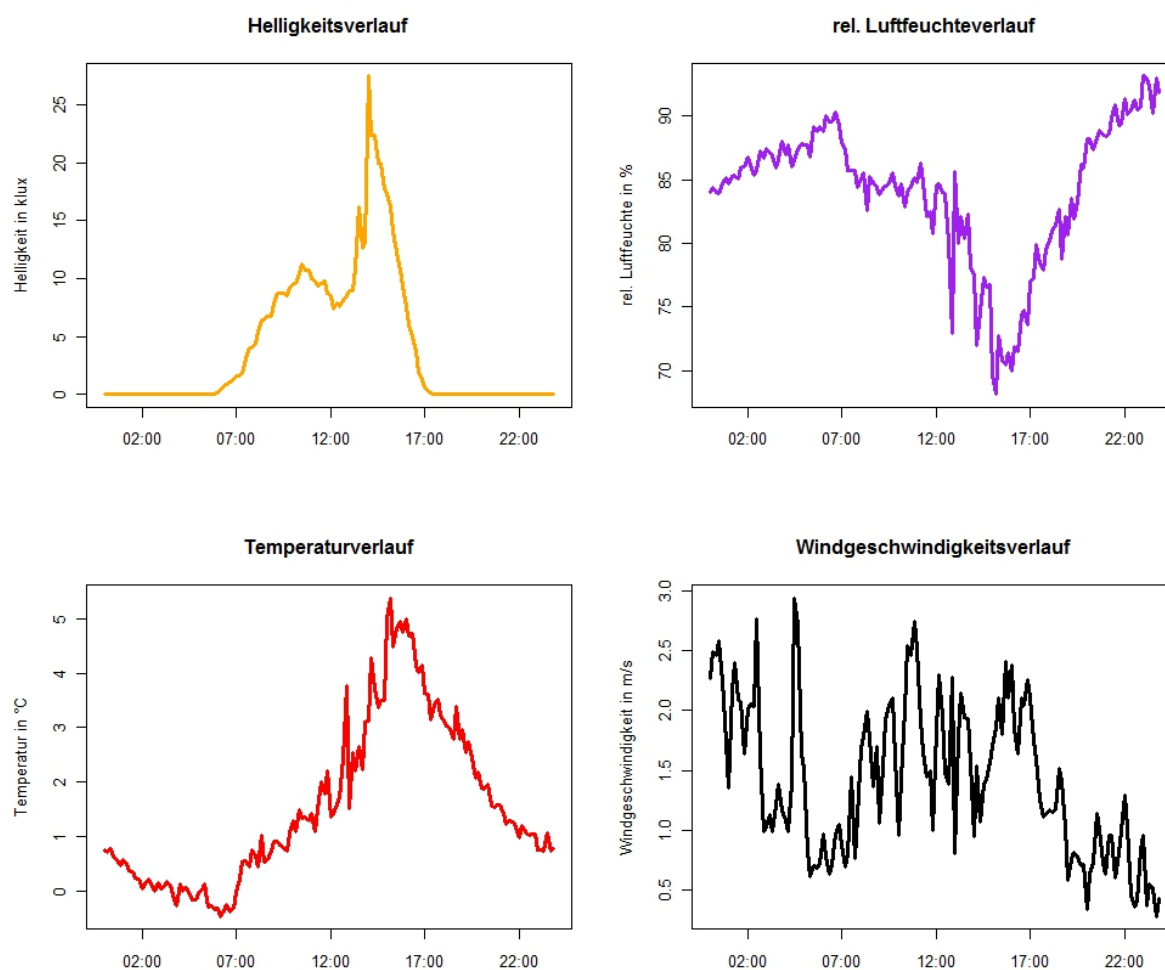 Helligkeitsverlauf
Helligkeit in klux
25
20
15
10
5
0
02:00 07:00 12:00 17:00 22:00
rel. Luftfeuchteverlauf
rel. Luftfeuchte in %
90
85
80
75
70
02:00 07:00 12:00 17:00 22:00
Temperaturverlauf
Temperatur in °C
5
4
3
2
1
0
02:00 07:00 12:00 17:00 22:00
Windgeschwindigkeitsverlauf
Windgeschwindigkeit in m/s
3.0
2.5
2.0
1.5
1.0
0.5
02:00 07:00 12:00 17:00 22:00